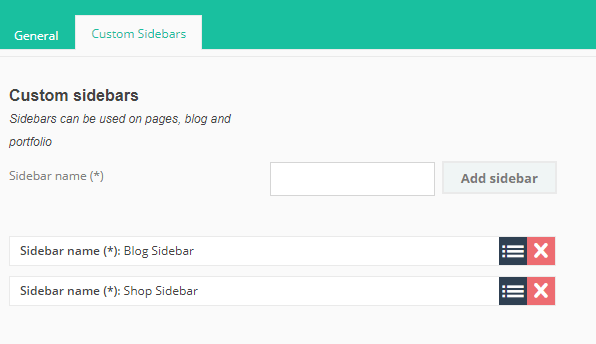 General
Custom Sidebars
Custom sidebars
Sidebars can be used on pages, blog and
portfolio
Sidebar name (*)
Add sidebar
Sidebar name (*): Blog Sidebar
Sidebar name (*): Shop Sidebar